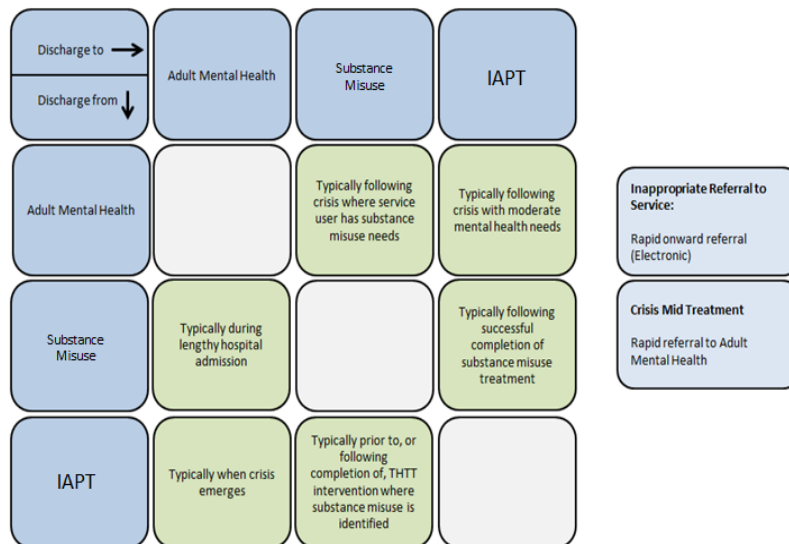 Discharge to
Discharge from
Adult Mental Health
Substance
Misuse
IAPT
Adult Mental Health
Typically following
crisis where service
user has substance
misuse needs
Typically following
crisis with moderate
mental health needs
Substance
Misuse
Typically during
lengthy hospital
admission
Typically following
successful
completion of
substance misuse
treatment
IAPT
Typically when crisis
emerges
Typically prior to, or
following
completion of, THTT
intervention where
substance misuse is
identified
Inappropriate Referral to
Service:
Rapid onward referral
(Electronic)
Crisis Mid Treatment
Rapid referral to Adult
Mental Health